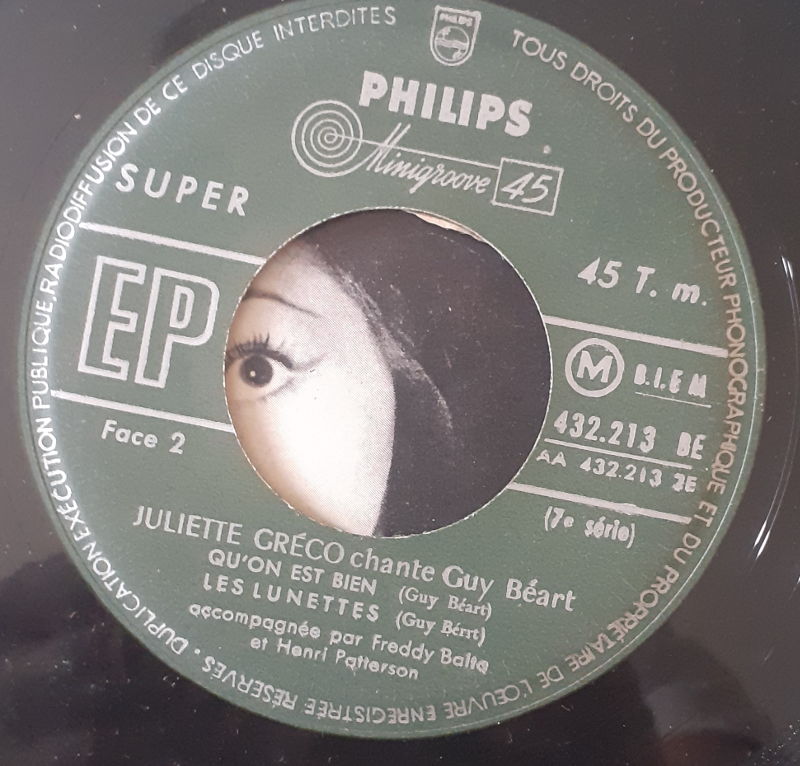 TOUS DROITS DU PRODUCTEUR PHONOGRAPHIQUE ET DU PROPRIÉTAIRE DE L'ŒUVRE ENREGISTRÉE RÉSERVÉS • DUPLICATION EXÉCUTION PUBLIQUE, RADIODIFFUSION DE CE DISQUE INTERDITES
PHILIPS
PHILIPS
Minigroove 45
SUPER
EP
45 T. m.
M B.I.E M
432.213 BE
AA 432.213 2E
Face 2
(7e série)
JULIETTE GRÉCO chante Guy Béart
QU'ON EST BIEN (Guy Béart)
LES LUNETTES (Guy Bérrt)
accompagnée par Freddy Balta
et Henri Patterson